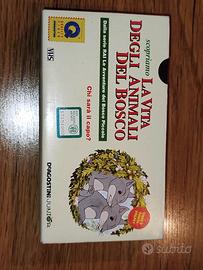 VHS
scopriamo
LA VITA
DEGLI ANIMALI
DEL BOSCO
Dalla serie RAI Le Avventure del Bosco Piccolo
Chi sarà il capo?
DEAGOSTINI JUNIOR
subito